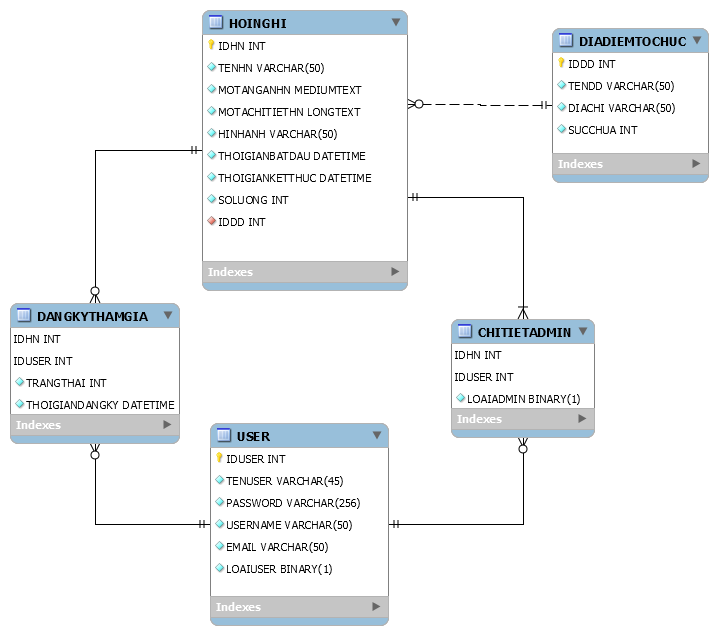 HOINGHI
IDHN INT
TENHN VARCHAR(50)
MOTANGANHN MEDIUMTEXT
MOTACHITIETHN LONGTEXT
HINHANH VARCHAR(50)
THOIGIANBATDAU DATETIME
THOIGIANKETTHUC DATETIME
SOLUONG INT
IDDD INT
Indexes
DIADIEMTOCHUC
IDDD INT
TENDD VARCHAR(50)
DIACHI VARCHAR(50)
SUCCHUA INT
Indexes
DANGKYTHAMGIA
IDHN INT
IDUSER INT
TRANGTHAI INT
THOIGIANDANGKY DATETIME
Indexes
CHITIETADMIN
IDHN INT
IDUSER INT
LOAIADMIN BINARY(1)
Indexes
USER
IDUSER INT
TENUSER VARCHAR(45)
PASSWORD VARCHAR(256)
USERNAME VARCHAR(50)
EMAIL VARCHAR(50)
LOAIUSER BINARY(1)
Indexes